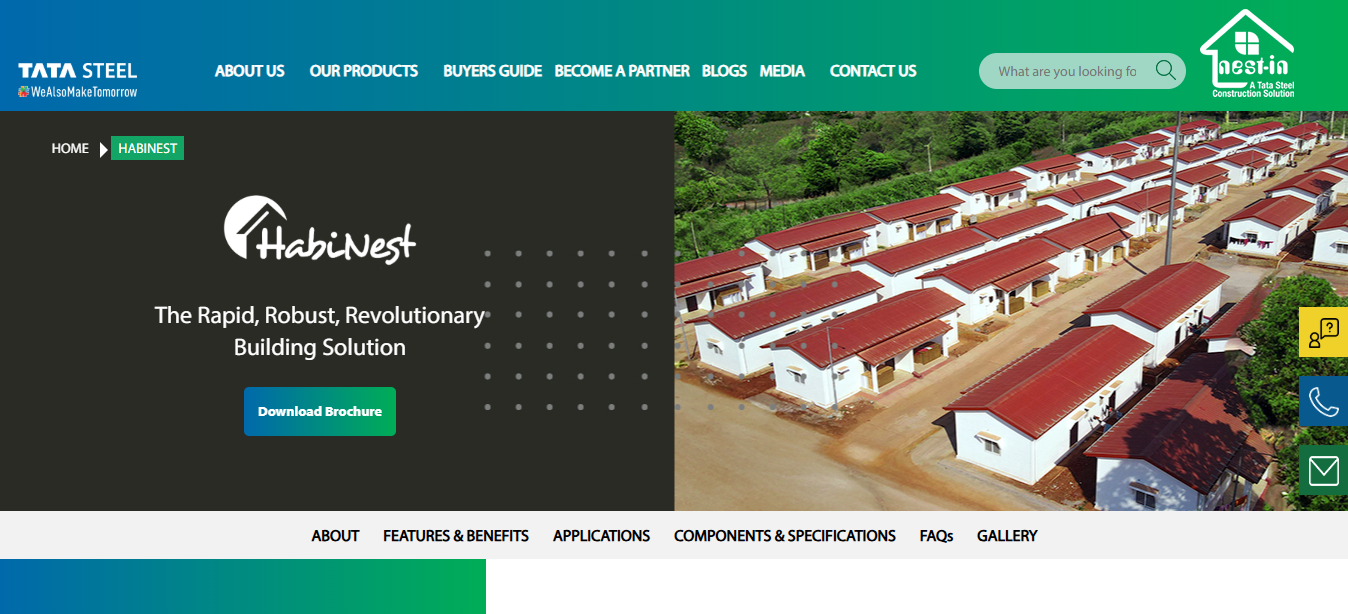 TATA STEEL
#WeAlsoMakeTomorrow
ABOUT US
OUR PRODUCTS
BUYERS GUIDE
BECOME A PARTNER
BLOGS
MEDIA
CONTACT US
What are you looking fo
nest-in
A Tata Steel
Construction Solution
HOME
HABINEST
HabiNest
The Rapid, Robust, Revolutionary
Building Solution
Download Brochure
ABOUT
FEATURES & BENEFITS
APPLICATIONS
COMPONENTS & SPECIFICATIONS
FAQs
GALLERY